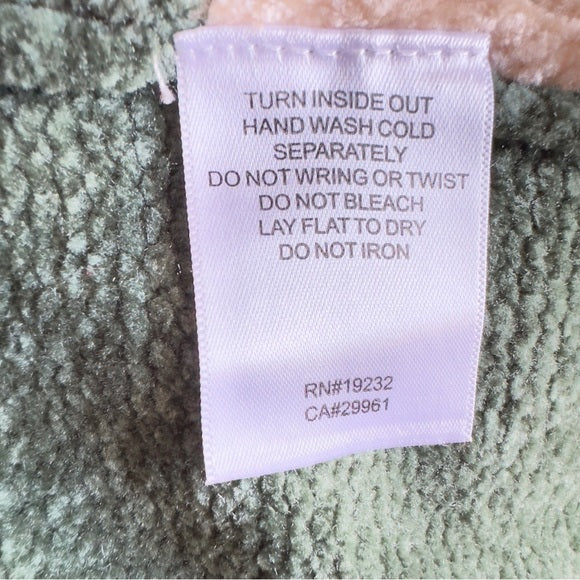 TURN INSIDE OUT
HAND WASH COLD
SEPARATELY
DO NOT WRING OR TWIST
DO NOT BLEACH
LAY FLAT TO DRY
DO NOT IRON
RN#19232
CA#29961